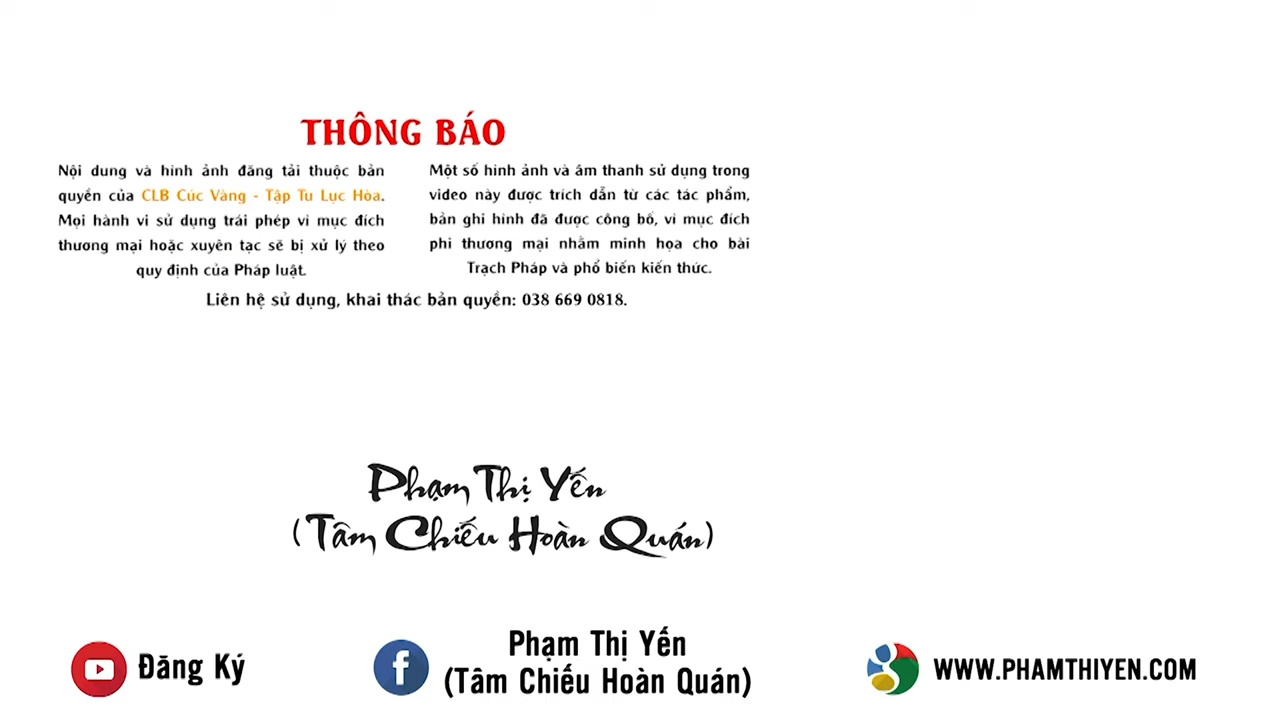 THÔNG BÁO
Nội dung và hình ảnh đăng tải thuộc bản
quyền của CLB Cúc Vàng - Tập Tu Lục Hòa.
Mọi hành vi sử dụng trái phép vì mục đích
thương mại hoặc xuyên tạc sẽ bị xử lý theo
quy định của Pháp luật.
Một số hình ảnh và âm thanh sử dụng trong
video này được trích dẫn từ các tác phẩm,
bản ghi hình đã được công bố, vì mục đích
phi thương mại nhằm minh họa cho bài
Trạch Pháp và phổ biến kiến thức.
Liên hệ sử dụng, khai thác bản quyền: 038 669 0818.
Phạm Thị Yến
(Tâm Chiếu Hoàn Quán)
Đăng Ký
Phạm Thị Yến
(Tâm Chiếu Hoàn Quán)
WWW.PHAMTHIYEN.COM